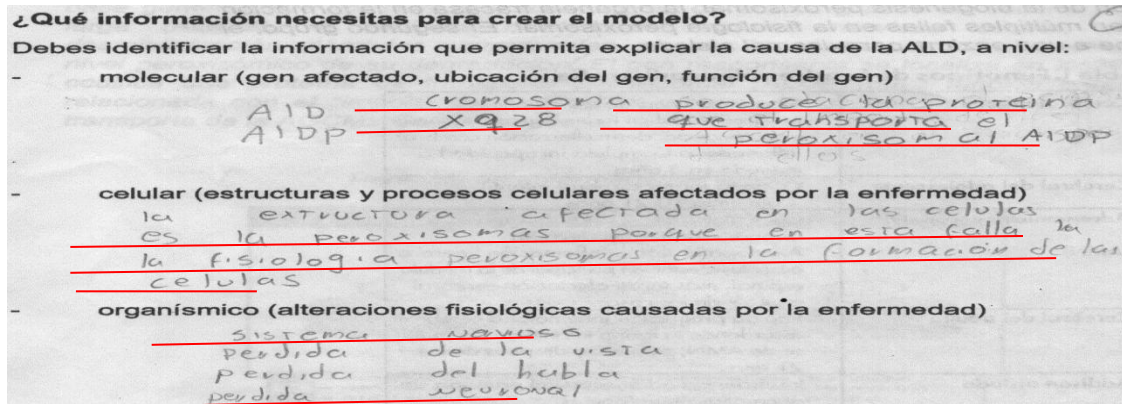 ¿Qué información necesitas para crear el modelo?
Debes identificar la información que permita explicar la causa de la ALD, a nivel:
- molecular (gen afectado, ubicación del gen, función del gen)
AlD cromosoma produce la proteina
AlDP Xq28 que transporta el
peroxisomal AlDP
ellos
- celular (estructuras y procesos celulares afectados por la enfermedad)
la extructura afectada en las celulas
es la peroxisomas porque en esta falla la
la fisiologia peroxisomas en la formación de las
celulas
- organísmico (alteraciones fisiológicas causadas por la enfermedad)
sistema nervioso
perdida de la vista
perdida del habla
perdida neuronal